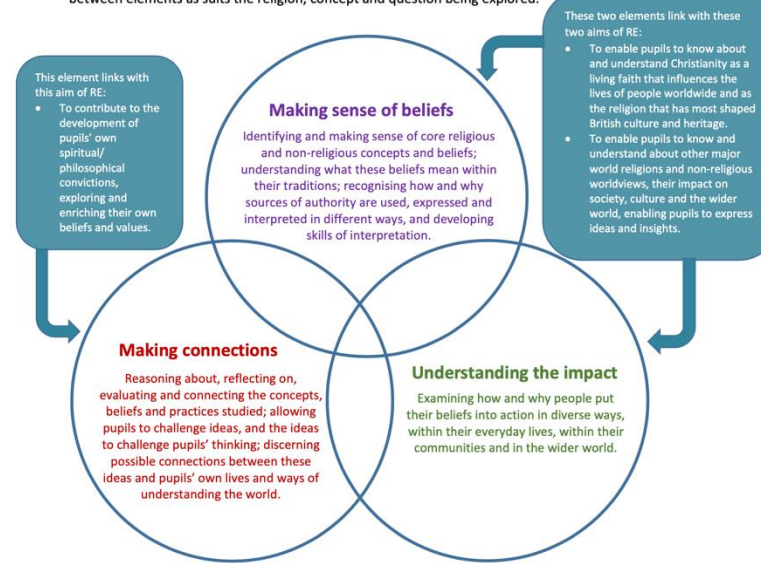 between elements as suits the religion, concept and question being explored.
These two elements link with these
two aims of RE:
• To enable pupils to know about
and understand Christianity as a
living faith that influences the
lives of people worldwide and as
the religion that has most shaped
British culture and heritage.
• To enable pupils to know and
understand about other major
world religions and non-religious
worldviews, their impact on
society, culture and the wider
world, enabling pupils to express
ideas and insights.
This element links with
this aim of RE:
• To contribute to the
development of
pupils' own
spiritual/
philosophical
convictions,
exploring and
enriching their own
beliefs and values.
Making sense of beliefs
Identifying and making sense of core religious
and non-religious concepts and beliefs;
understanding what these beliefs mean within
their traditions; recognising how and why
sources of authority are used, expressed and
interpreted in different ways, and developing
skills of interpretation.
Making connections
Reasoning about, reflecting on,
evaluating and connecting the concepts,
beliefs and practices studied; allowing
pupils to challenge ideas, and the ideas
to challenge pupils' thinking; discerning
possible connections between these
ideas and pupils' own lives and ways of
understanding the world.
Understanding the impact
Examining how and why people put
their beliefs into action in diverse ways,
within their everyday lives, within their
communities and in the wider world.